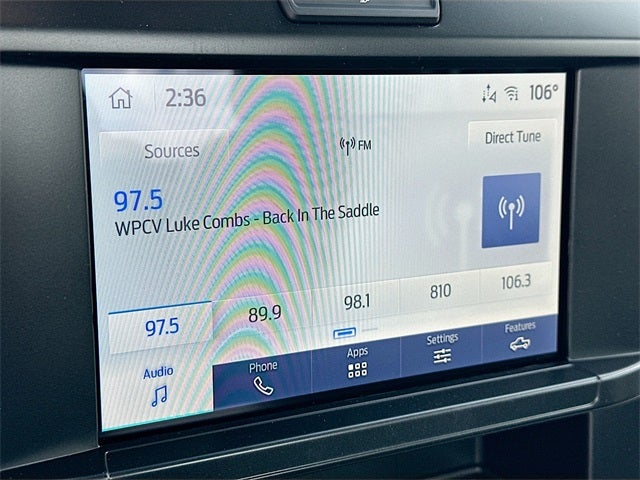 2:36
106°
Sources
FM
Direct Tune
97.5
WPCV Luke Combs - Back In The Saddle
97.5
89.9
98.1
810
106.3
Audio
Phone
Apps
Settings
Features